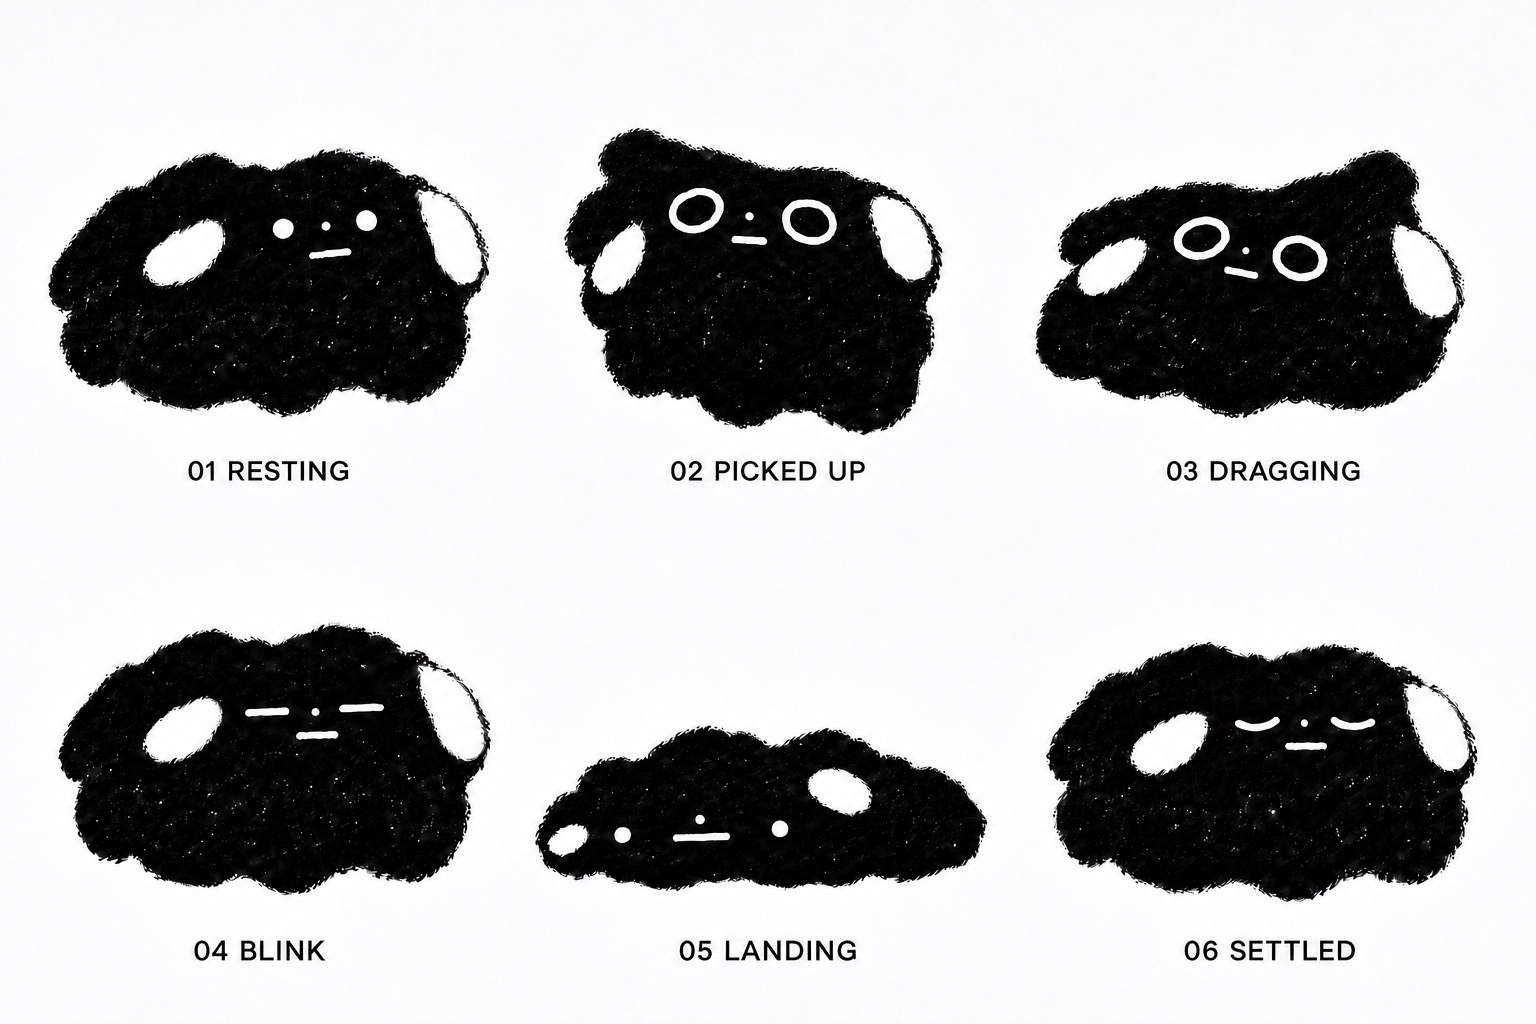 01 RESTING
02 PICKED UP
03 DRAGGING
04 BLINK
05 LANDING
06 SETTLED